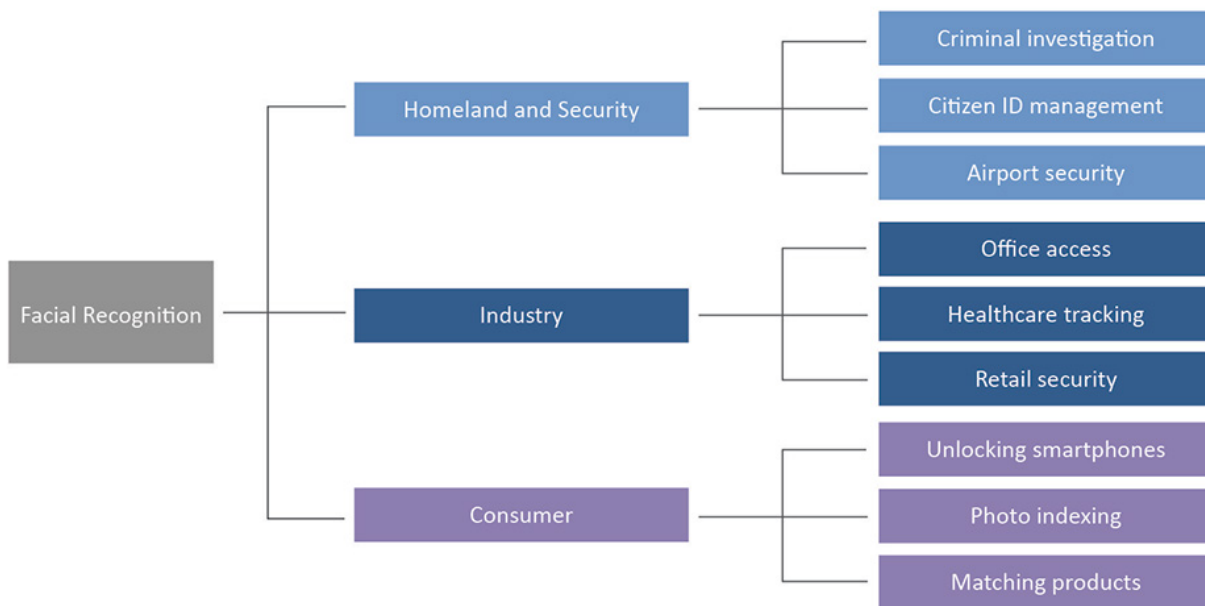 Facial Recognition
Homeland and Security
Criminal investigation
Citizen ID management
Airport security
Industry
Office access
Healthcare tracking
Retail security
Consumer
Unlocking smartphones
Photo indexing
Matching products